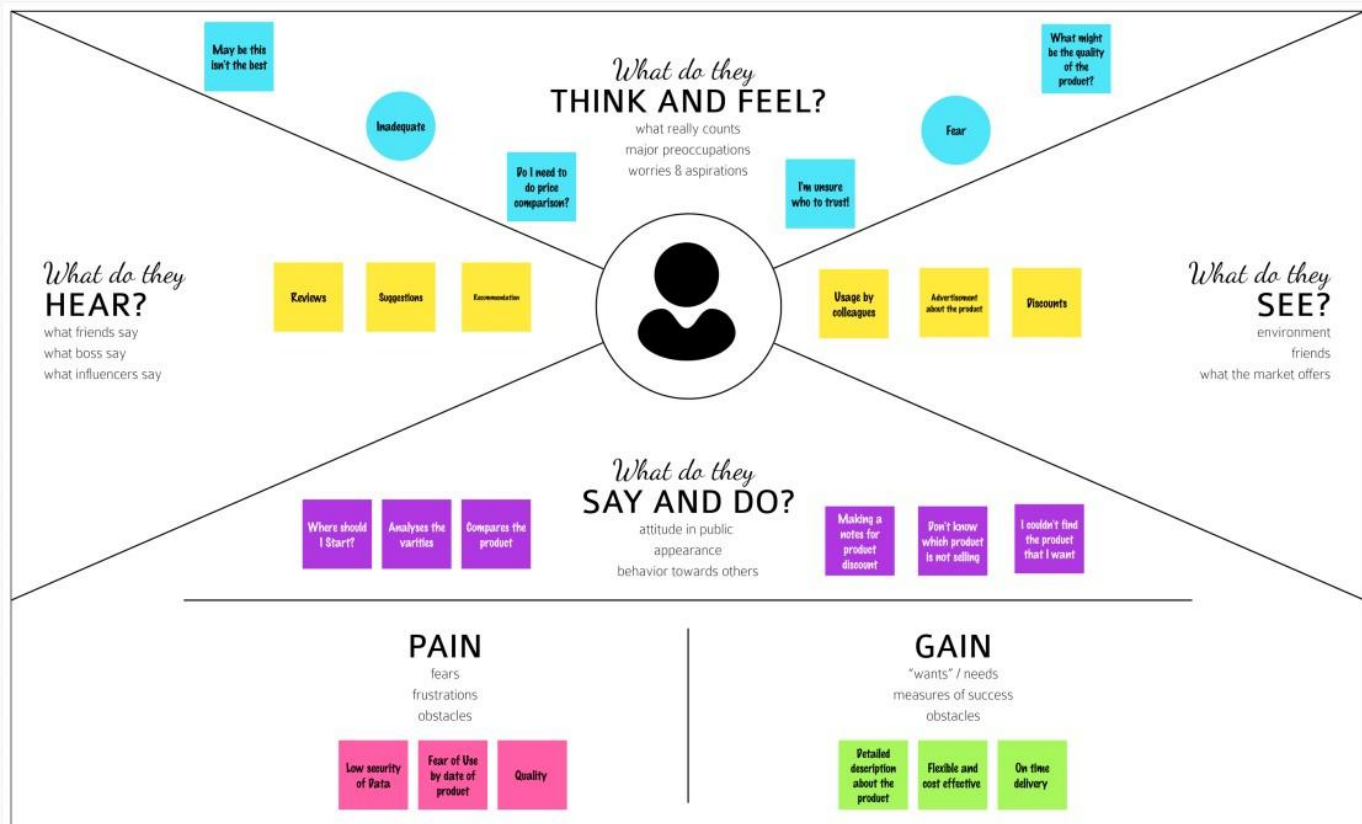 May be this
isn't the best
Inadequate
Do I need to
do price
comparison?
What do they
THINK AND FEEL?
what really counts
major preoccupations
worries & aspirations
I'm unsure
who to trust!
Fear
What might
be the quality
of the
product?
What do they
HEAR?
what friends say
what boss say
what influencers say
Reviews
Suggestions
Recommendation
Usage by
colleagues
Advertisement
about the product
Discounts
What do they
SEE?
environment
friends
what the market offers
What do they
SAY AND DO?
attitude in public
appearance
behavior towards others
Where should
I Start?
Analyses the
varities
Compares the
product
Making a
notes for
product
discount
Don't know
which product
is not selling
I couldn't find
the product
that I want
PAIN
fears
frustrations
obstacles
Low security
of Data
Fear of Use
by date of
product
Quality
GAIN
"wants" / needs
measures of success
obstacles
Detailed
description
about the
product
Flexible and
cost effective
On time
delivery